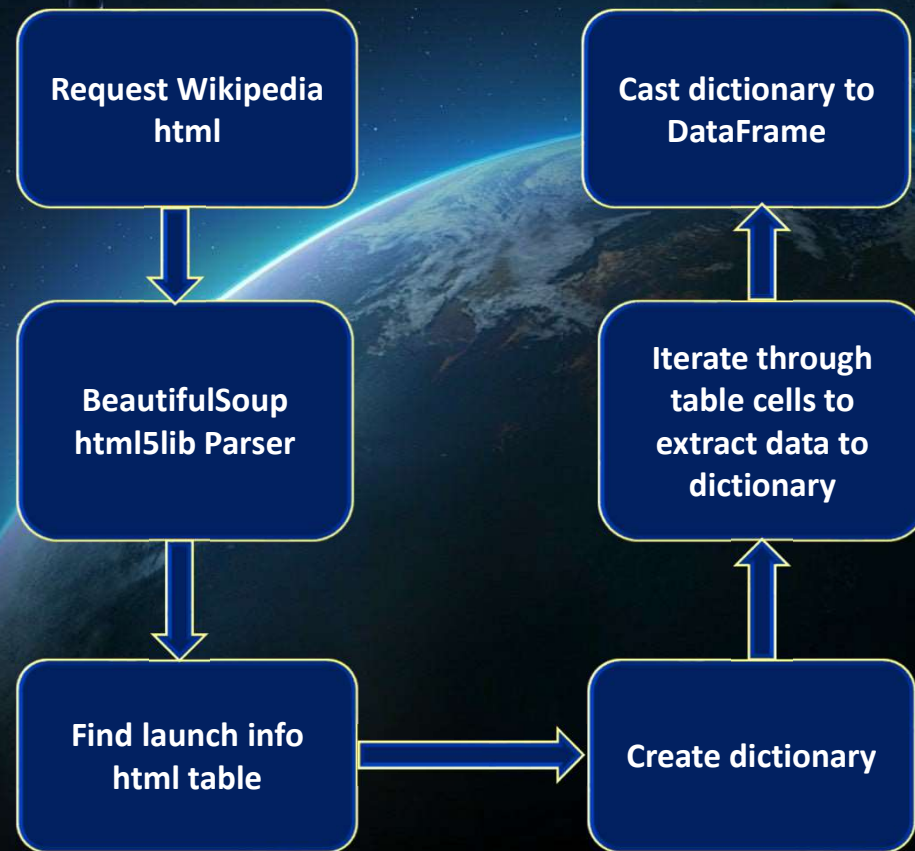 Request Wikipedia
html
BeautifulSoup
html5lib Parser
Find launch info
html table
Create dictionary
Iterate through
table cells to
extract data to
dictionary
Cast dictionary to
DataFrame